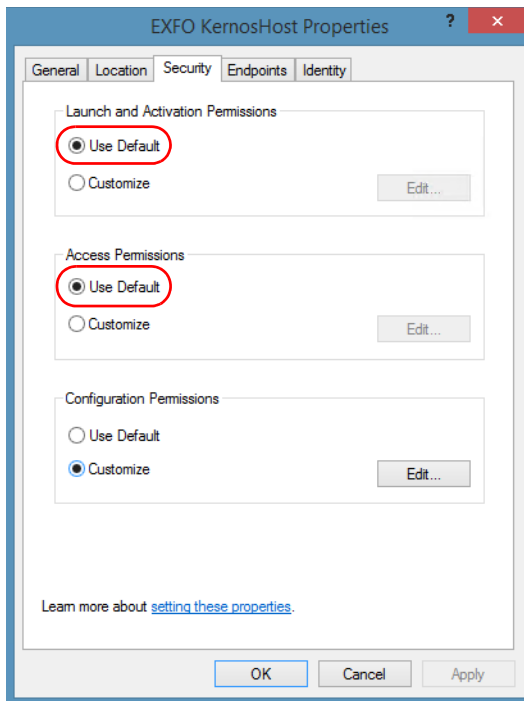 EXFO KernosHost Properties
?
General Location Security Endpoints Identity
Launch and Activation Permissions
Use Default
Customize
Edit...
Access Permissions
Use Default
Customize
Edit...
Configuration Permissions
Use Default
Customize
Edit...
Learn more about setting these properties.
OK Cancel Apply